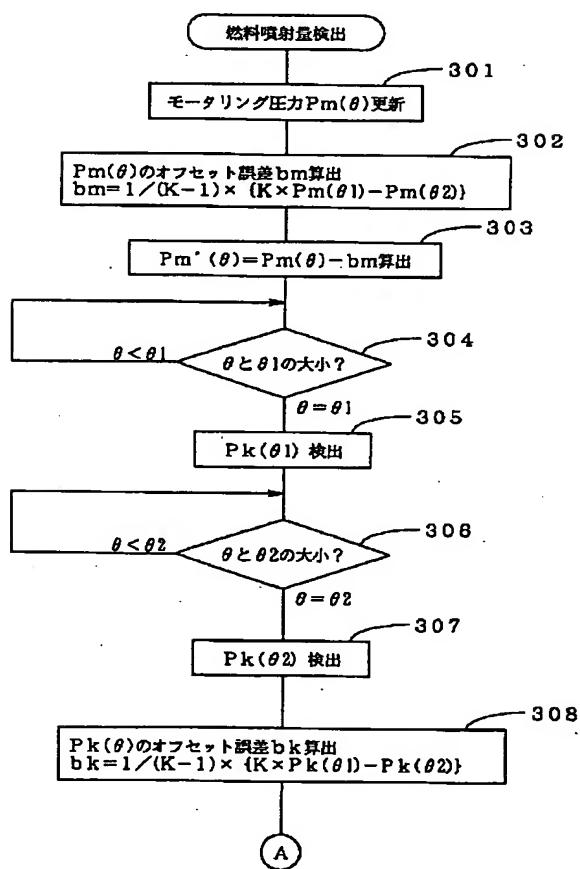 燃料噴射量検出
301
モータリング圧力Pm(θ)更新
302
Pm(θ)のオフセット誤差bm算出
bm=1/(K-1)×{K×Pm(θ1)-Pm(θ2)}
303
Pm*(θ)=Pm(θ)-bm算出
304
θ<θ1
θとθ1の大小?
θ=θ1
305
Pk(θ1)検出
306
θ<θ2
θとθ2の大小?
θ=θ2
307
Pk(θ2)検出
308
Pk(θ)のオフセット誤差bk算出
bk=1/(K-1)×{K×Pk(θ1)-Pk(θ2)}
A